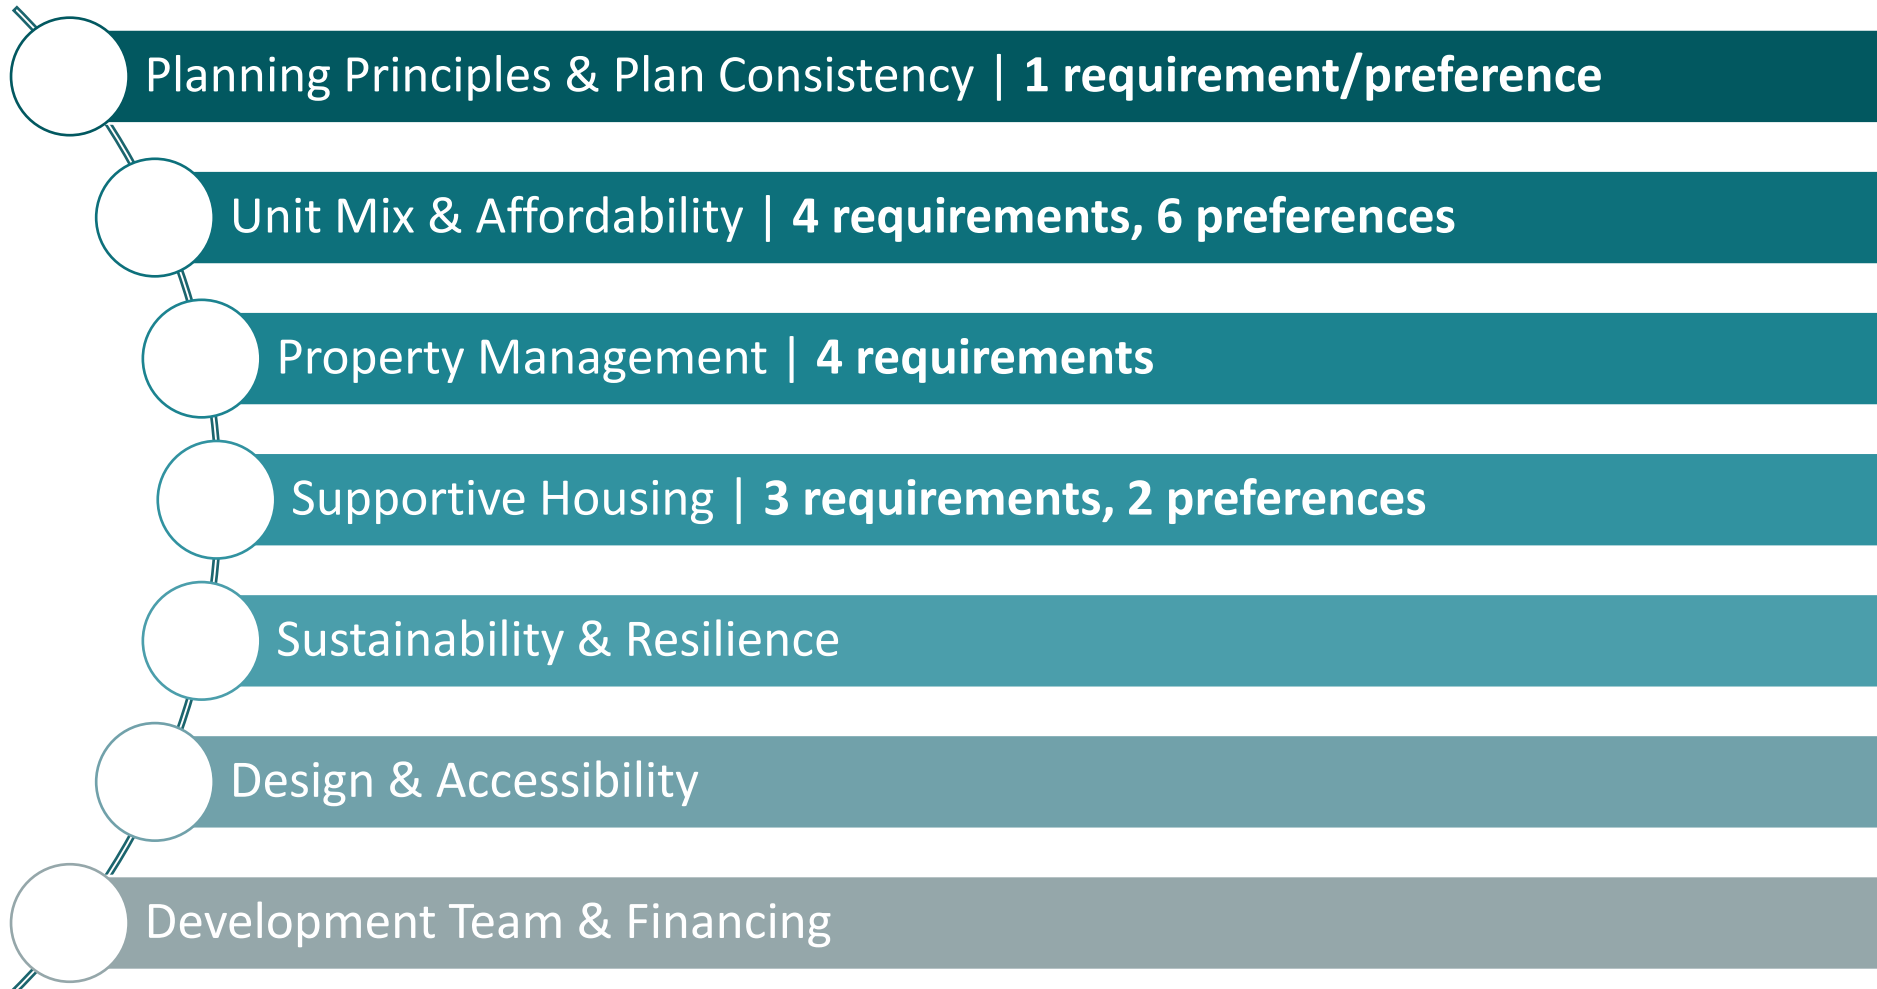 Planning Principles & Plan Consistency | 1 requirement/preference
Unit Mix & Affordability | 4 requirements, 6 preferences
Property Management | 4 requirements
Supportive Housing | 3 requirements, 2 preferences
Sustainability & Resilience
Design & Accessibility
Development Team & Financing